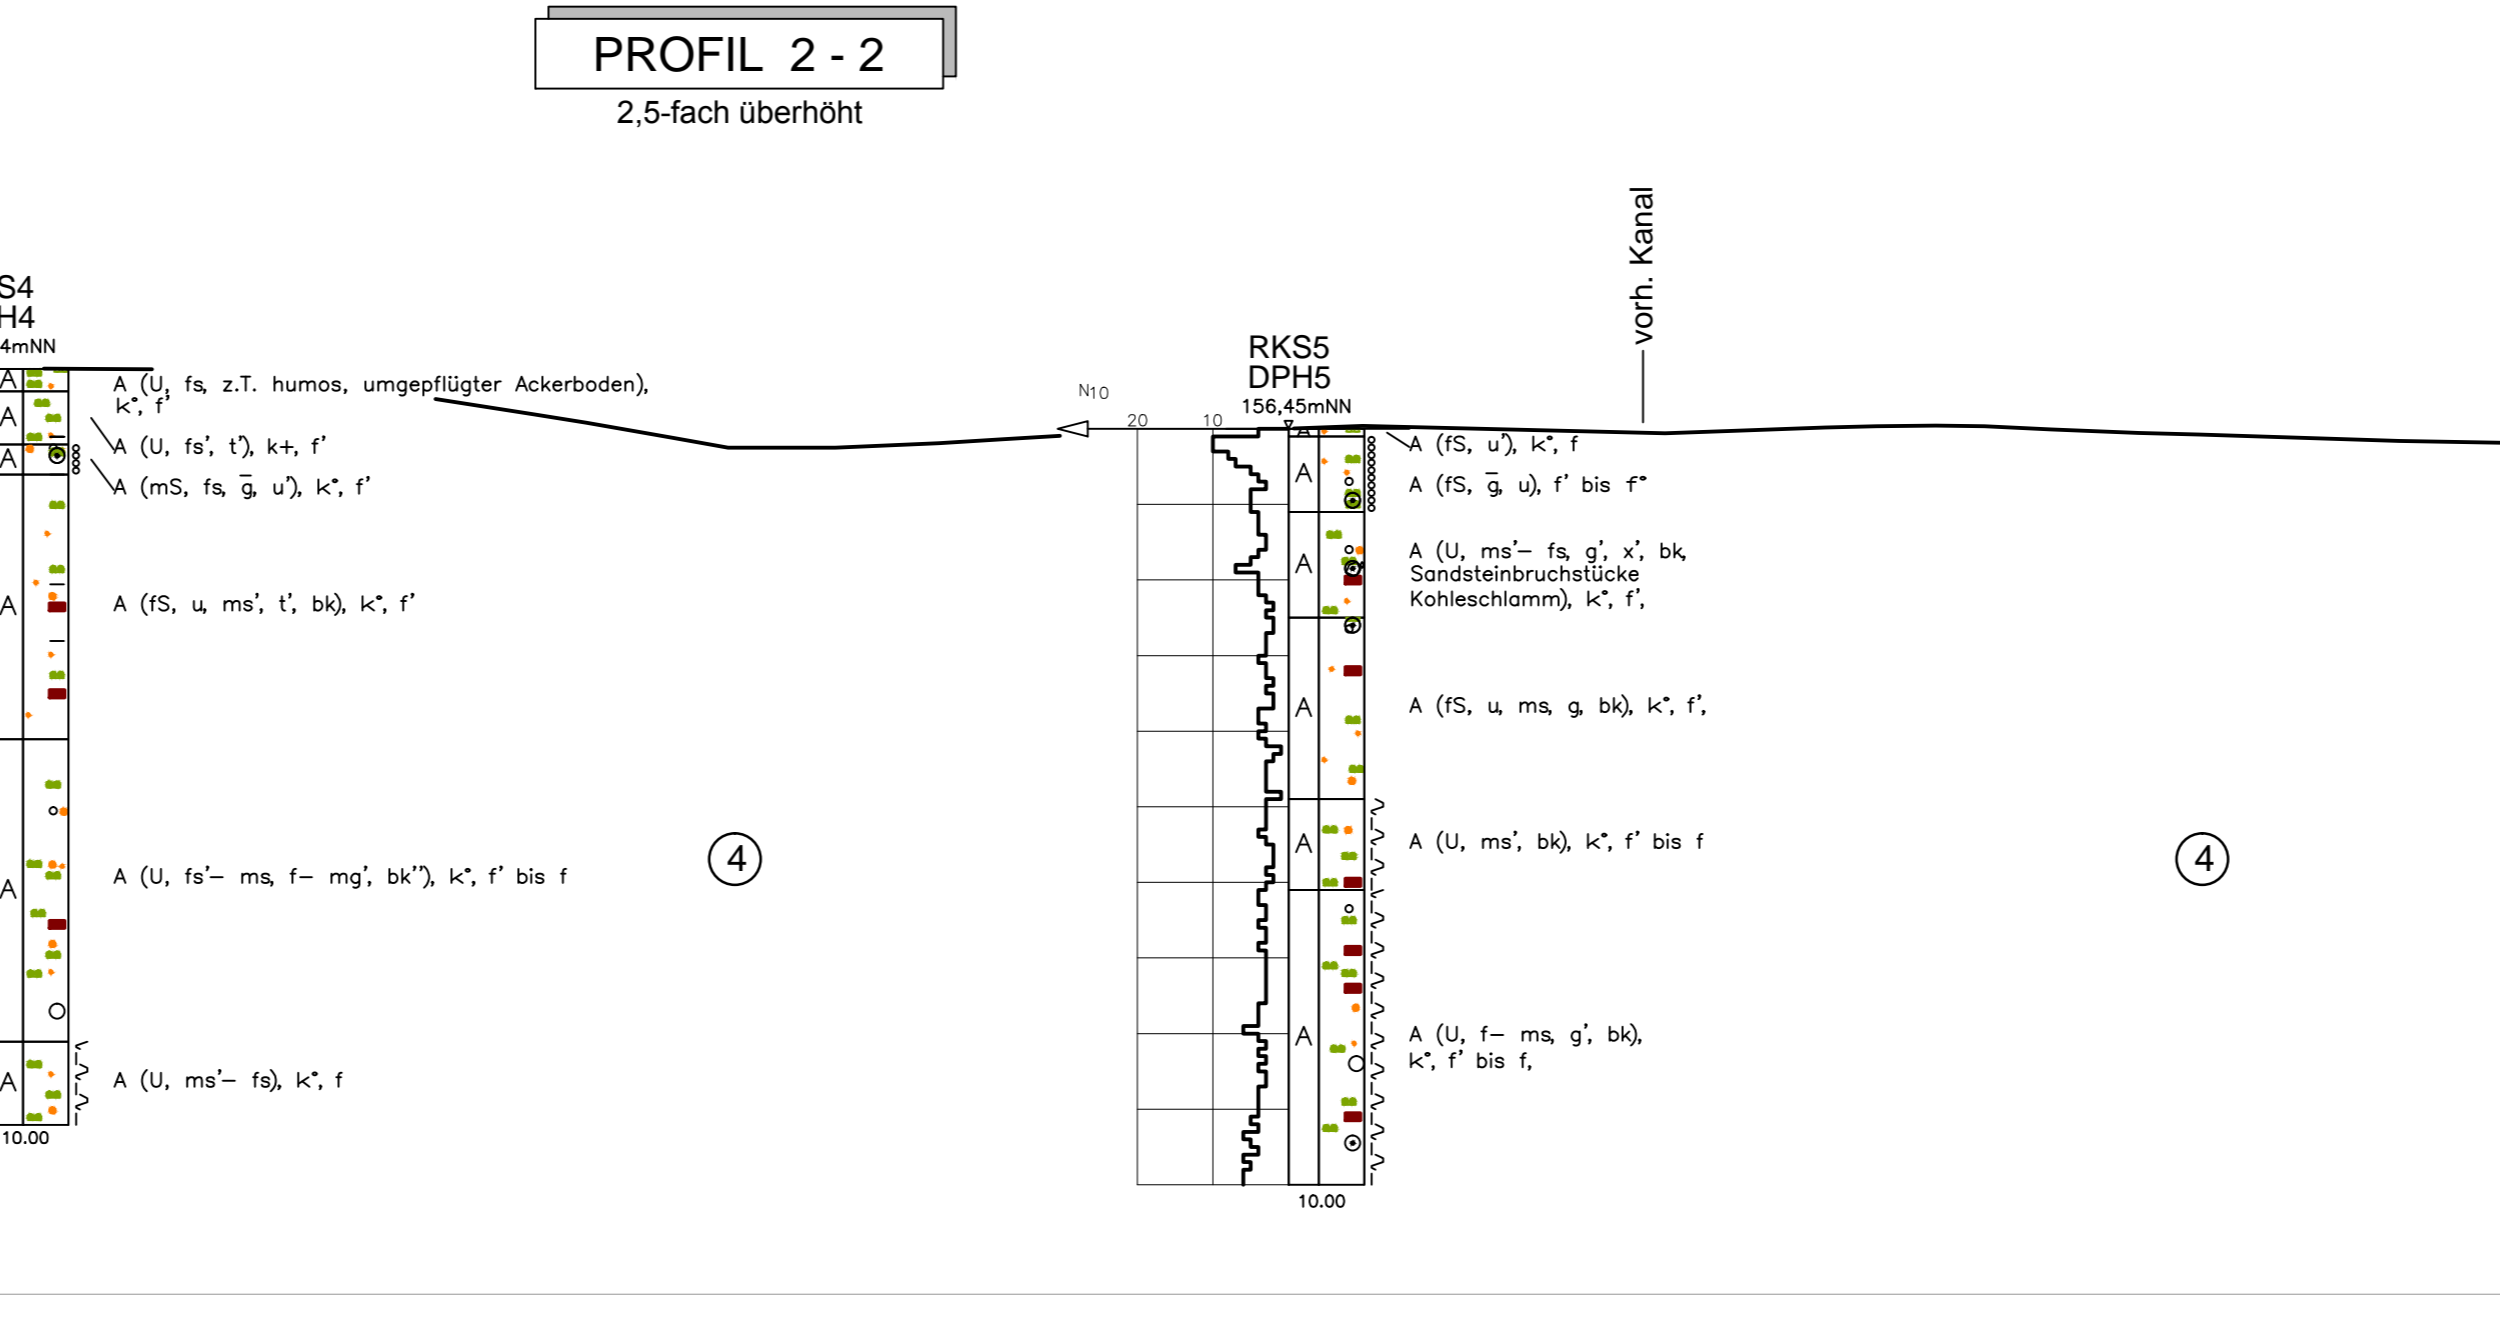 PROFIL 2 - 2
2,5-fach überhöht
vorh. Kanal
S4
H4
4mNN
A
A (U, fs, z.T. humos, umgepflügter Ackerboden),
k°, f'
A
A (U, fs', t'), k+, f'
A
A (mS, fs, g̅, u'), k°, f'
A
A (fS, u, ms', t', bk), k°, f'
A
A (U, fs'– ms, f– mg', bk''), k°, f' bis f
A
A (U, ms'– fs), k°, f
10.00
4
RKS5
DPH5
156,45mNN
N10
20 10
A
A (fS, u'), k°, f
A
A (fS, g̅, u), f' bis f°
A
A (U, ms'– fs, g', x', bk,
Sandsteinbruchstücke
Kohleschlamm), k°, f',
A
A (fS, u, ms, g, bk), k°, f',
A
A (U, ms', bk), k°, f' bis f
A
A (U, f– ms, g', bk),
k°, f' bis f,
10.00
4